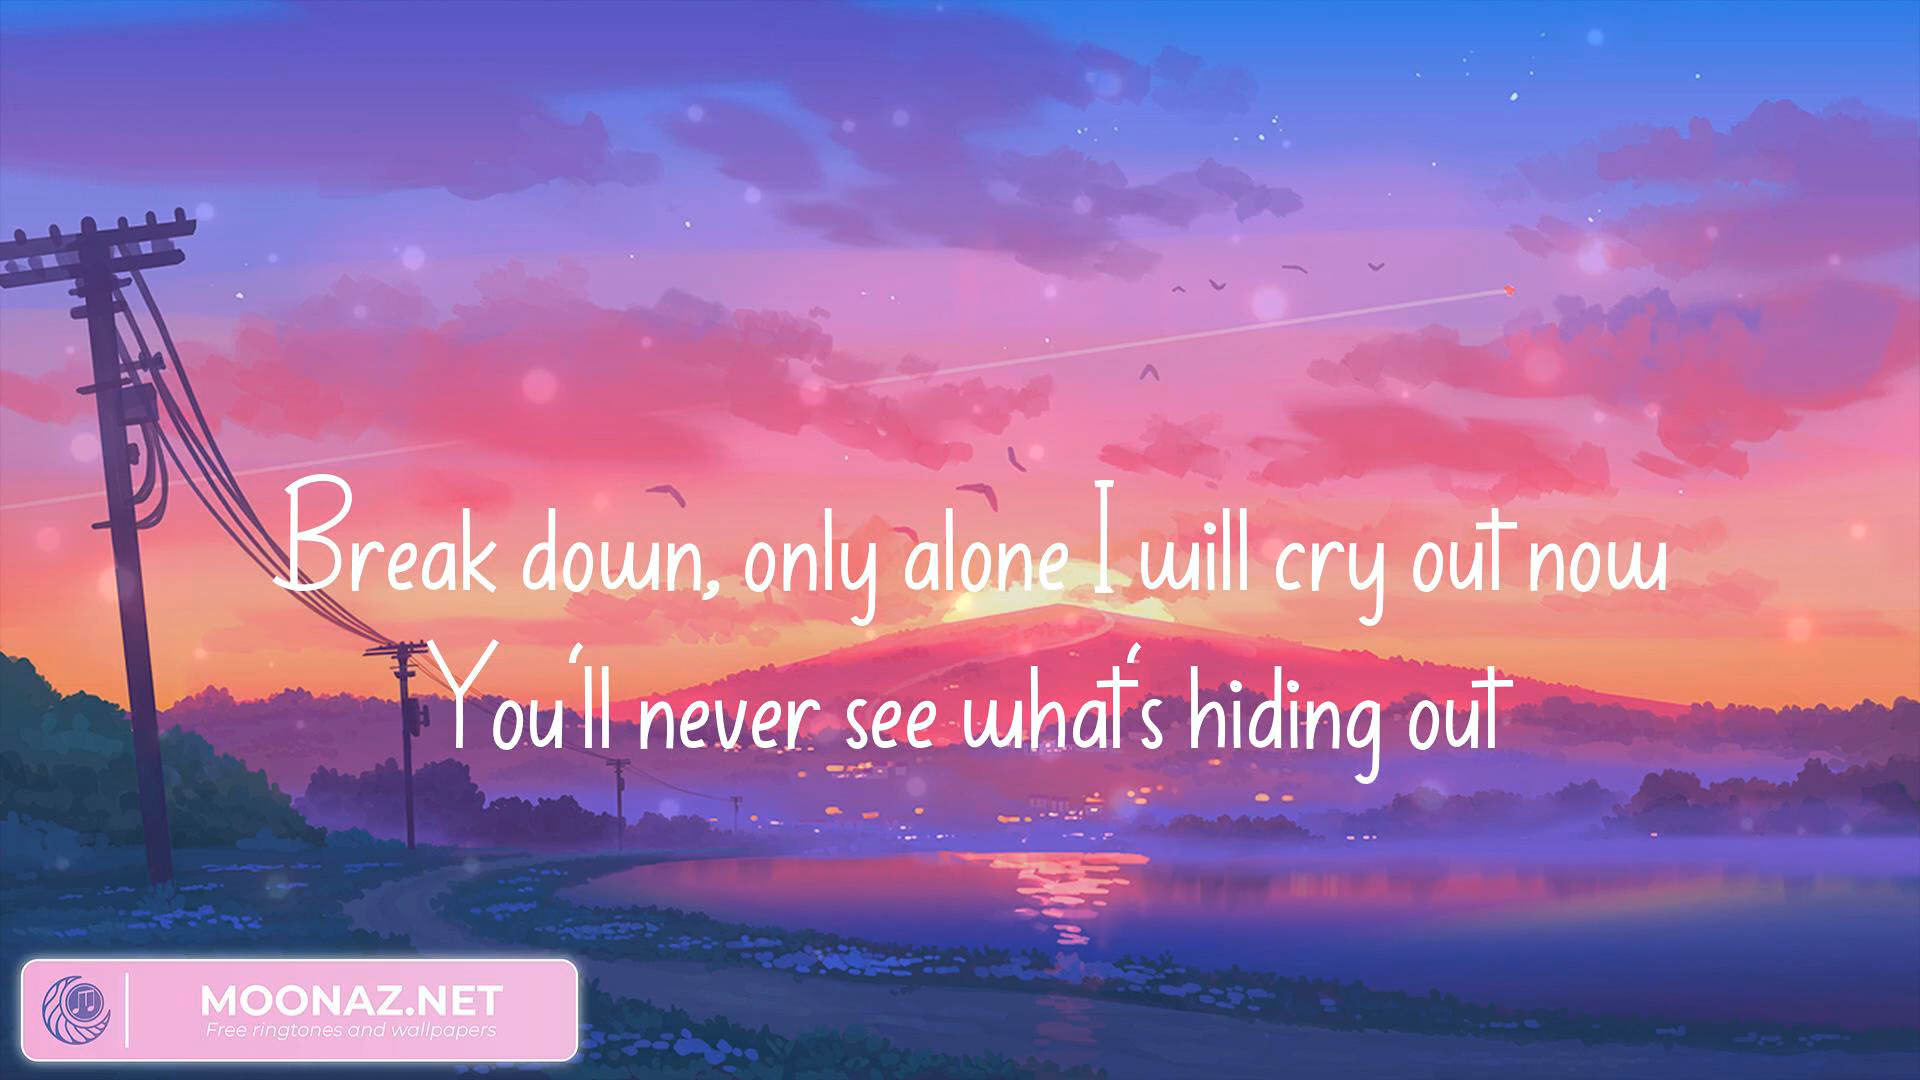 Break down, only alone I will cry out now
You‘ll never see what‘s hiding out
MOONAZ.NET
Free ringtones and wallpapers